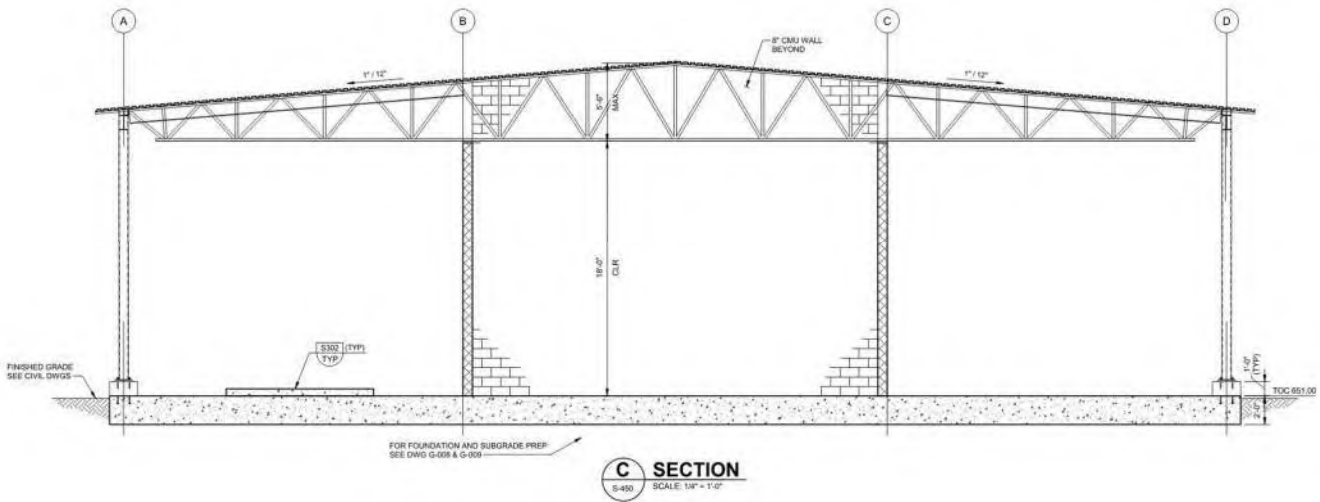 A
B
C
D
8" CMU WALL
BEYOND
1" / 12"
1" / 12"
5'-6"
MAX
18'-0"
CLR
S302 (TYP)
TYP
FINISHED GRADE
SEE CIVIL DWGS
1'-0"
(TYP)
TOC 651.00
2'-0"
FOR FOUNDATION AND SUBGRADE PREP
SEE DWG G-008 & G-009
C SECTION
S-450 SCALE: 1/4" = 1'-0"